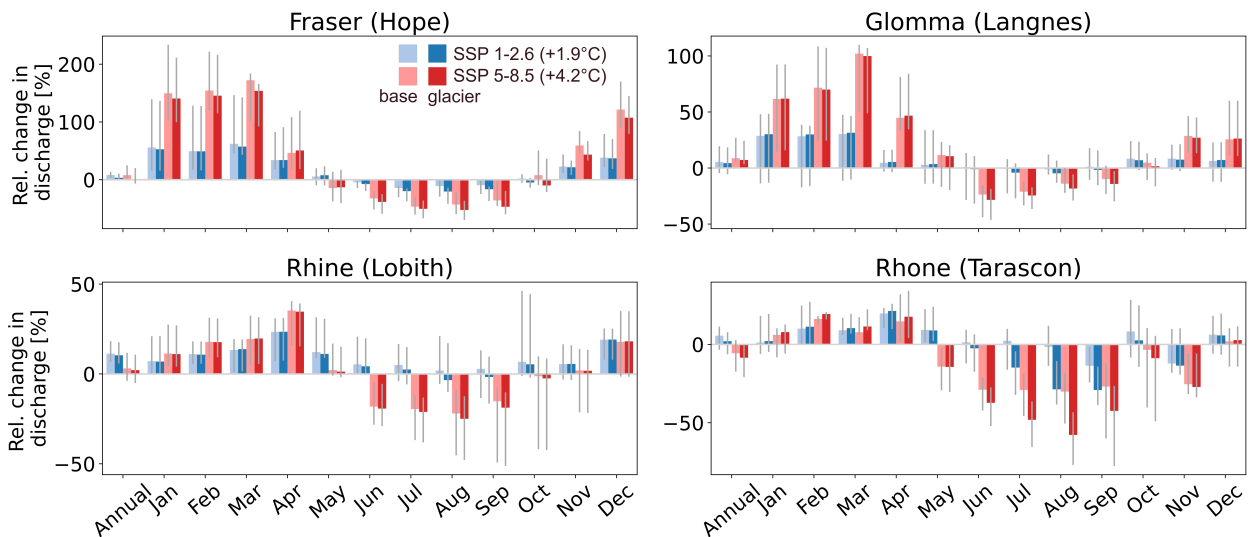 Fraser (Hope)
Rel. change in
discharge [%]
200
100
0
SSP 1-2.6 (+1.9°C)
SSP 5-8.5 (+4.2°C)
base glacier
Glomma (Langnes)
100
50
0
−50
Rhine (Lobith)
Rel. change in
discharge [%]
50
0
−50
Annual Jan Feb Mar Apr May Jun Jul Aug Sep Oct Nov Dec
Rhone (Tarascon)
0
−50
Annual Jan Feb Mar Apr May Jun Jul Aug Sep Oct Nov Dec